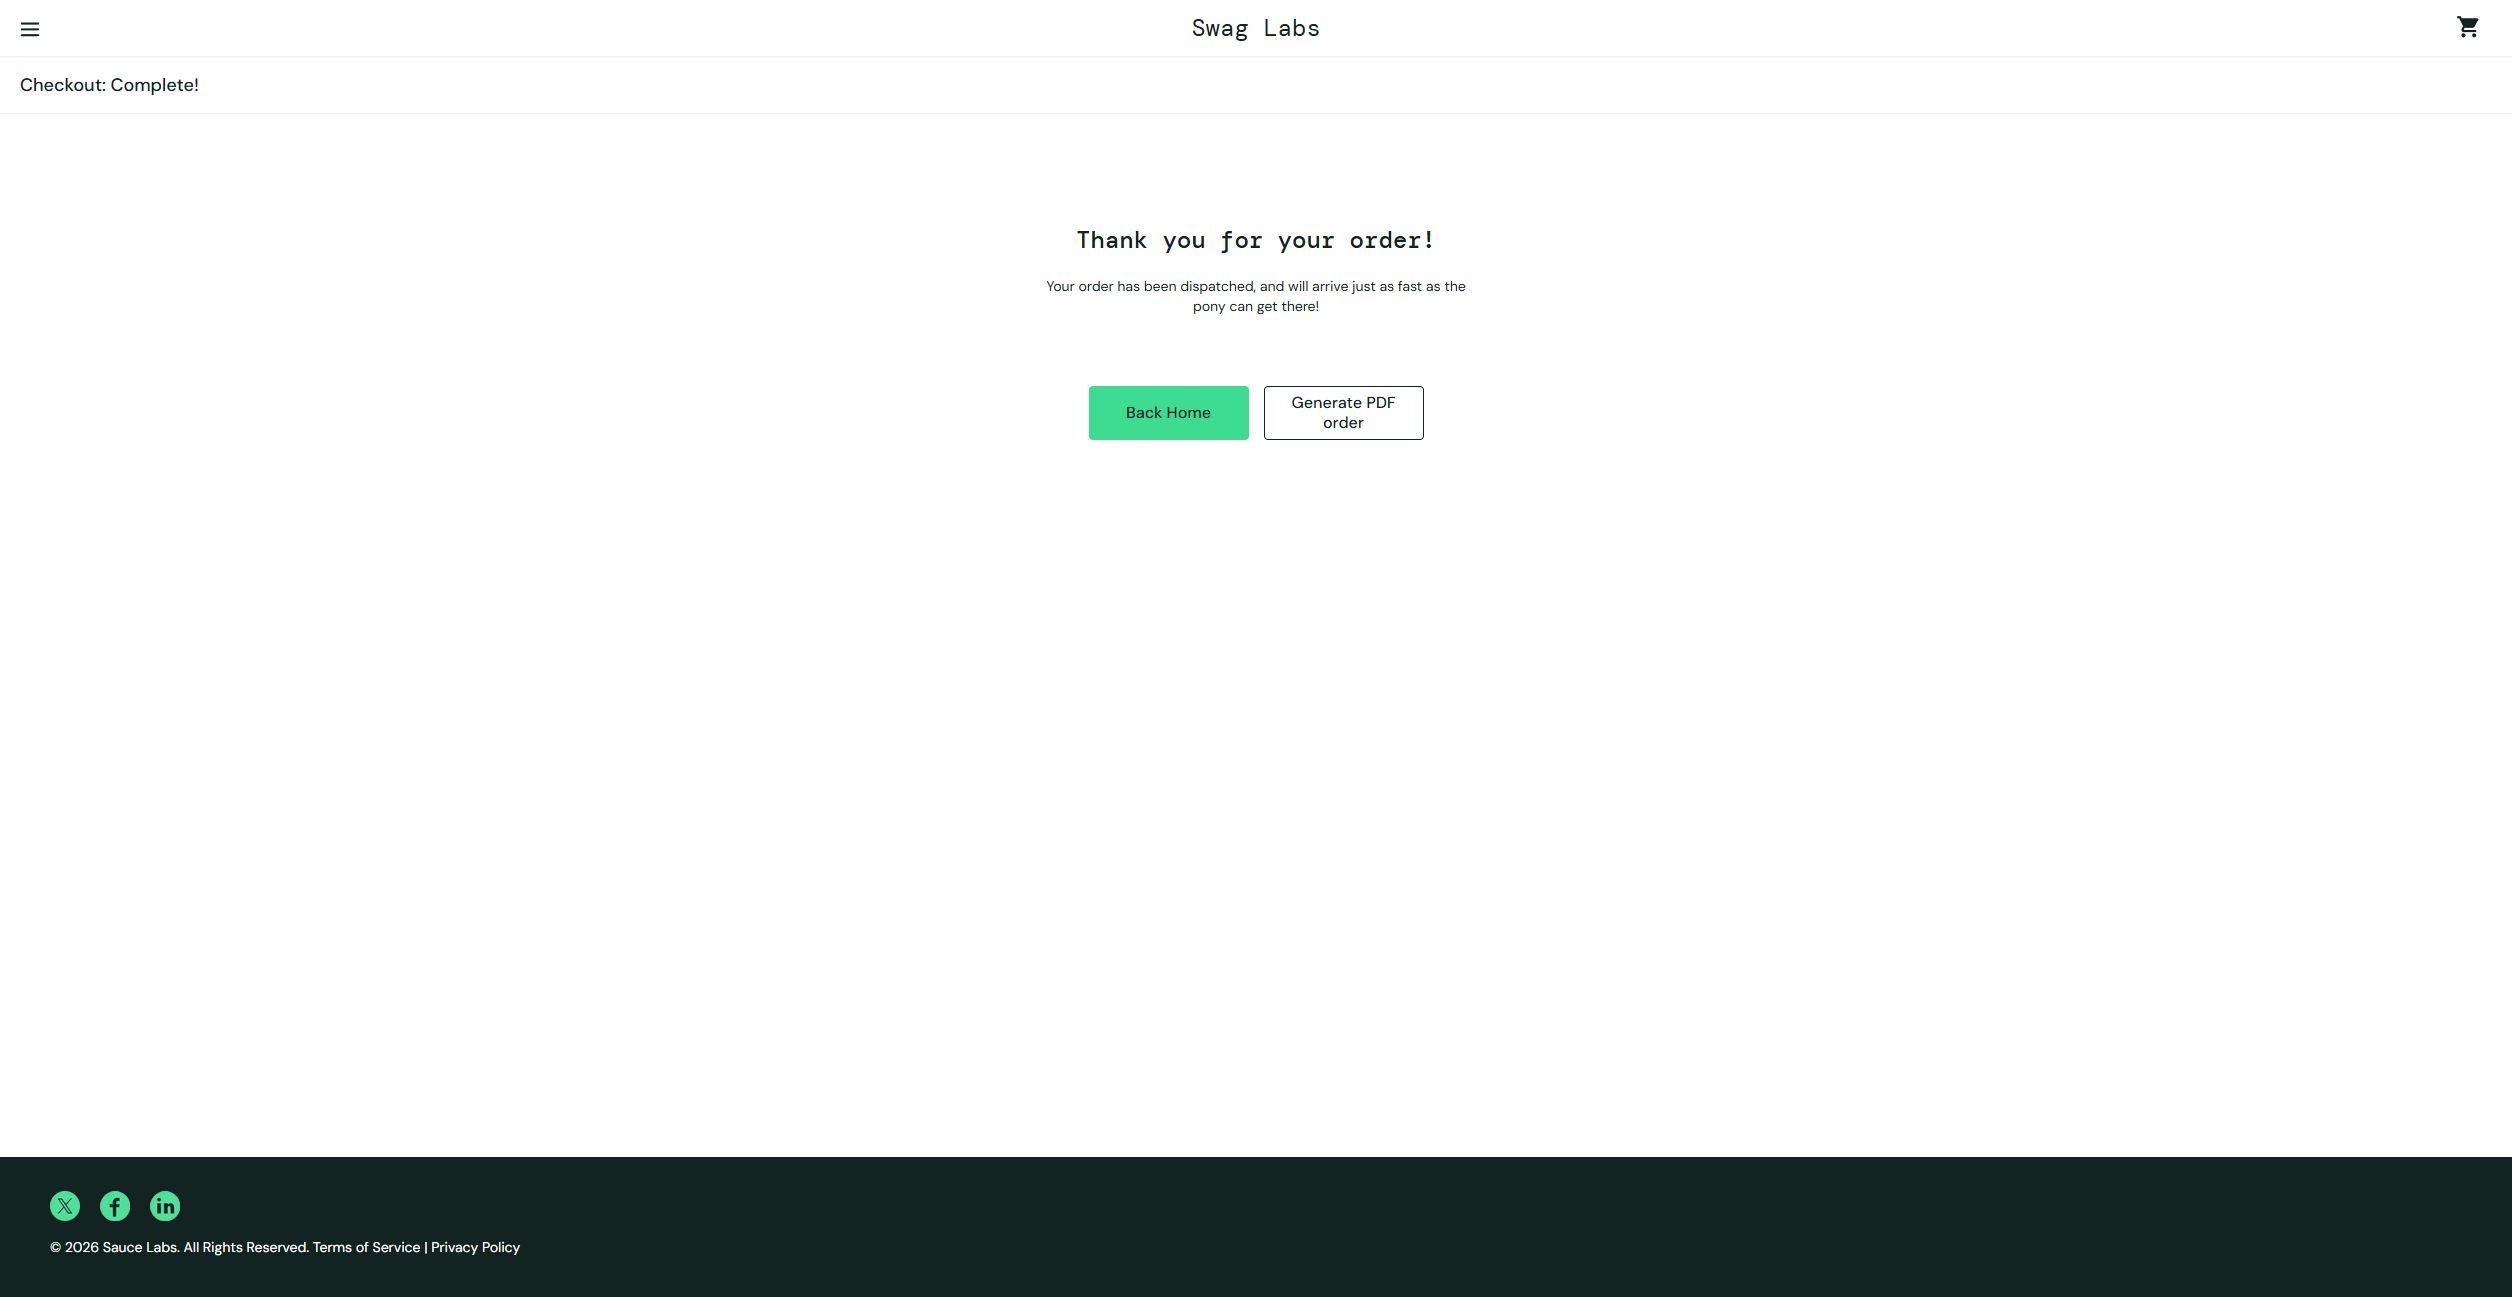 Swag Labs
Checkout: Complete!
Thank you for your order!
Your order has been dispatched, and will arrive just as fast as the
pony can get there!
Back Home
Generate PDF
order
© 2026 Sauce Labs. All Rights Reserved. Terms of Service | Privacy Policy